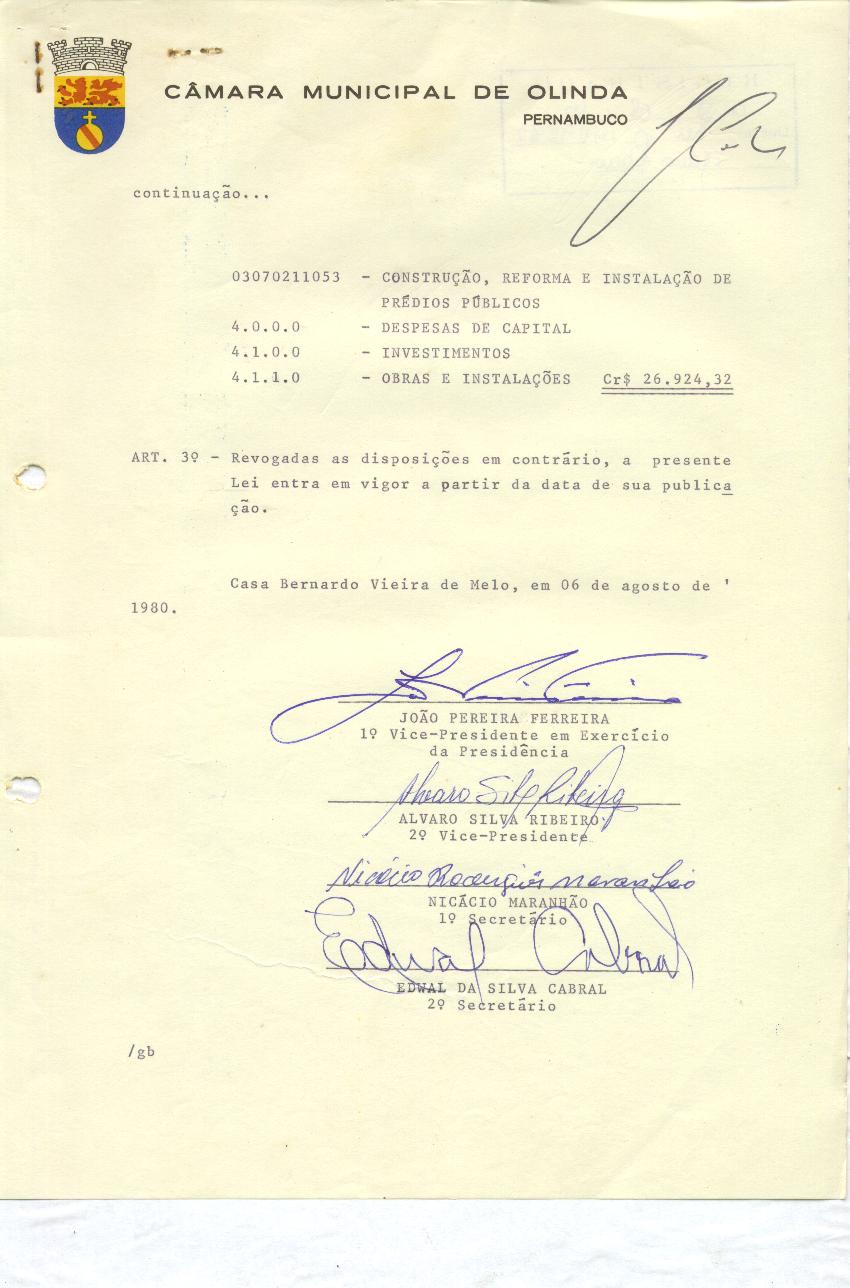 CÂMARA MUNICIPAL DE OLINDA
PERNAMBUCO
continuação...
03070211053 - CONSTRUÇÃO, REFORMA E INSTALAÇÃO DE
PRÉDIOS PÚBLICOS
4.0.0.0 - DESPESAS DE CAPITAL
4.1.0.0 - INVESTIMENTOS
4.1.1.0 - OBRAS E INSTALAÇÕES Cr$ 26.924,32
ART. 3º - Revogadas as disposições em contrário, a presente
Lei entra em vigor a partir da data de sua publica
ção.
Casa Bernardo Vieira de Melo, em 06 de agosto de '
1980.
JOÃO PEREIRA FERREIRA
1º Vice-Presidente em Exercício
da Presidência
Alvaro Silva Ribeiro
ALVARO SILVA RIBEIRO
2º Vice-Presidente
Nicácio Rodrigues Maranhão
NICÁCIO MARANHÃO
1º Secretário
Edwal Cabral
EDWAL DA SILVA CABRAL
2º Secretário
/gb